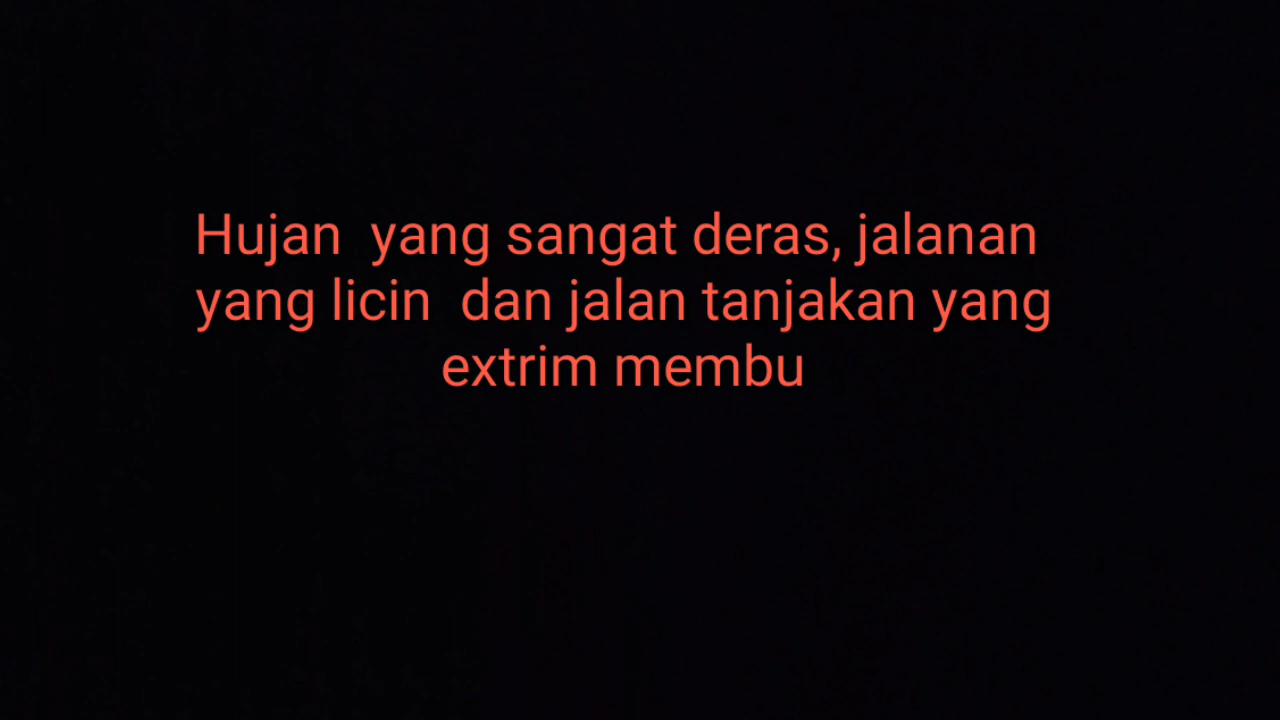 Hujan  yang sangat deras, jalanan
yang licin  dan jalan tanjakan yang
extrim membu